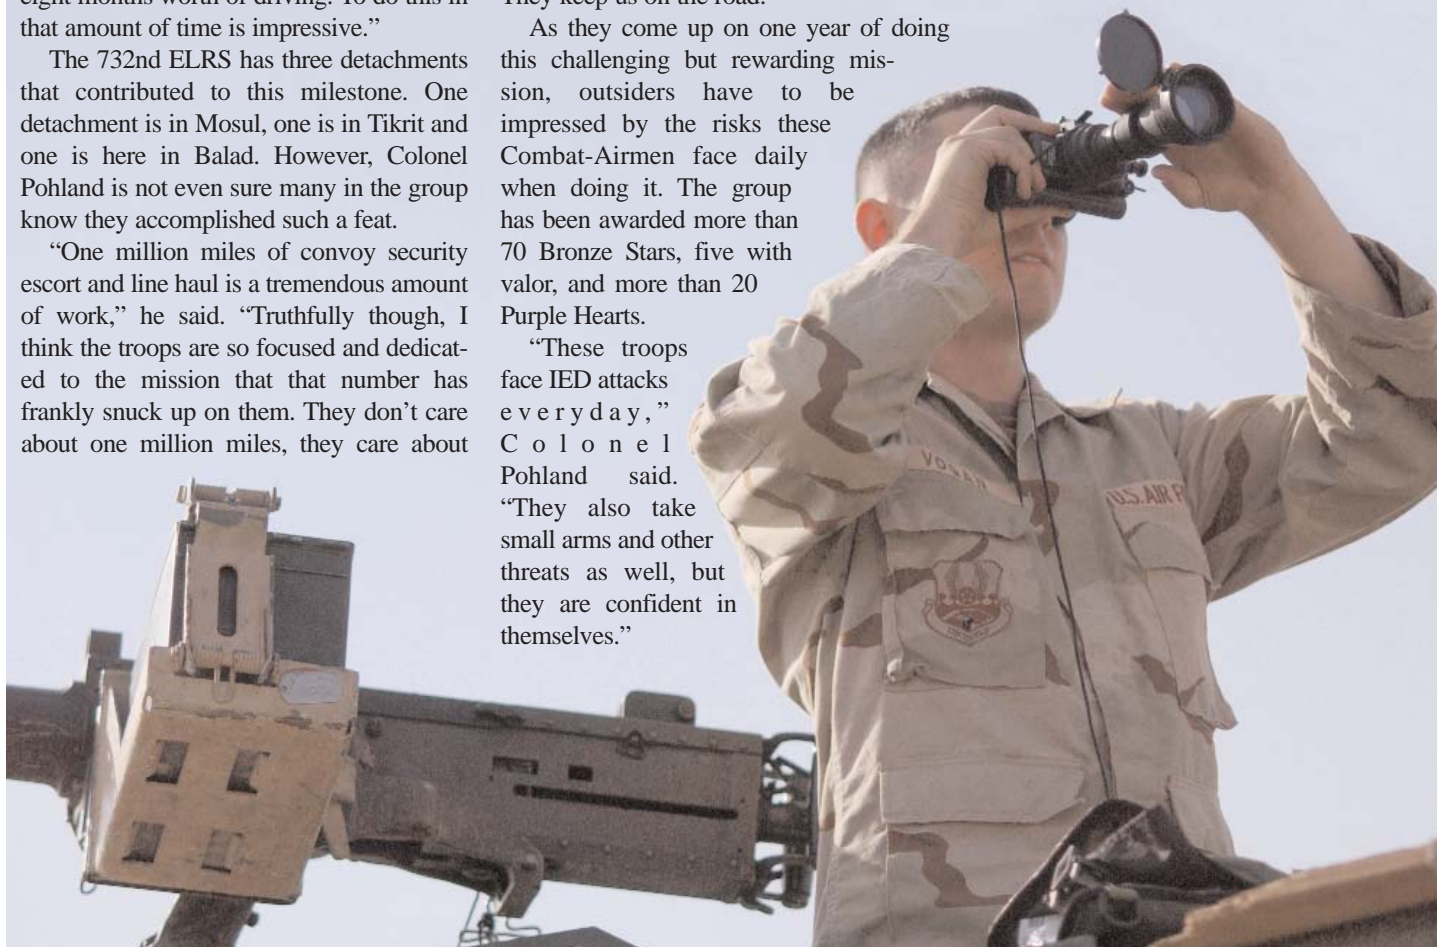 that amount of time is impressive.”
The 732nd ELRS has three detachments
that contributed to this milestone. One
detachment is in Mosul, one is in Tikrit and
one is here in Balad. However, Colonel
Pohland is not even sure many in the group
know they accomplished such a feat.
“One million miles of convoy security
escort and line haul is a tremendous amount
of work,” he said. “Truthfully though, I
think the troops are so focused and dedicat-
ed to the mission that that number has
frankly snuck up on them. They don’t care
about one million miles, they care about
As they come up on one year of doing
this challenging but rewarding mis-
sion, outsiders have to be
impressed by the risks these
Combat-Airmen face daily
when doing it. The group
has been awarded more than
70 Bronze Stars, five with
valor, and more than 20
Purple Hearts.
“These troops
face IED attacks
everyday,”
Colonel
Pohland said.
“They also take
small arms and other
threats as well, but
they are confident in
themselves.”
U.S. AIR